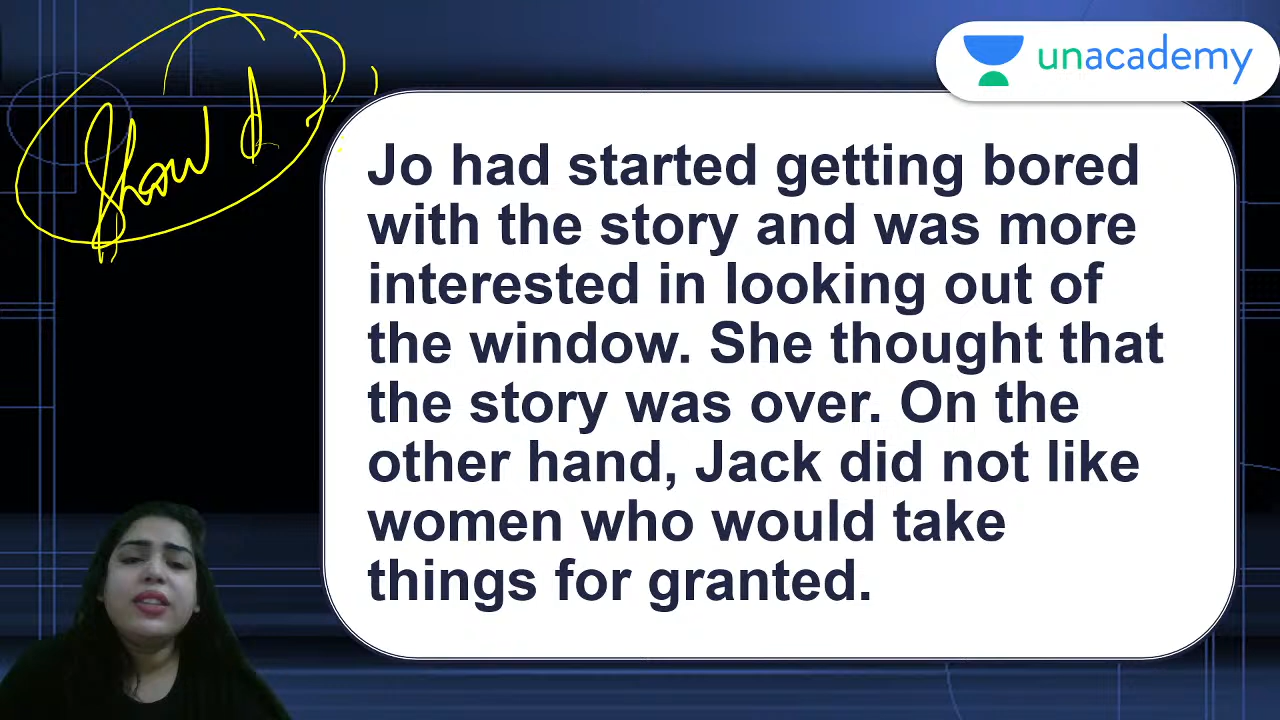 Show d
unacademy
Jo had started getting bored
with the story and was more
interested in looking out of
the window. She thought that
the story was over. On the
other hand, Jack did not like
women who would take
things for granted.